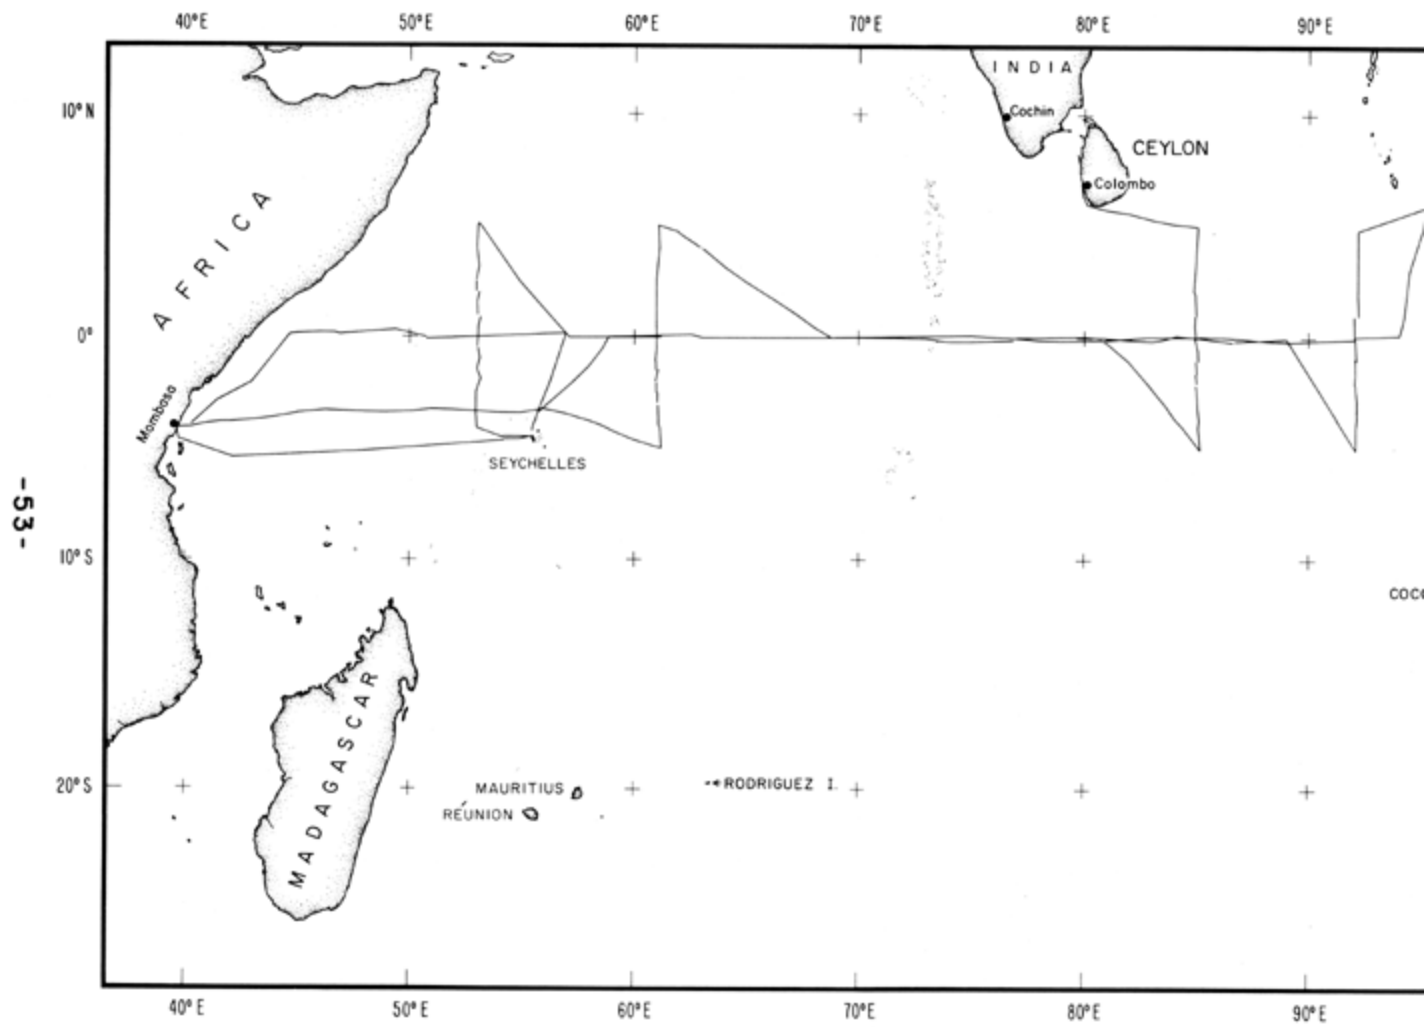 40°E 50°E 60°E 70°E 80°E 90°E
INDIA
10°N
Cochin
CEYLON
Colombo
AFRICA
0°
Mombasa
SEYCHELLES
-53-
10°S
COCO
MADAGASCAR
20°S
MAURITIUS
RODRIGUEZ I.
RÉUNION
40°E 50°E 60°E 70°E 80°E 90°E